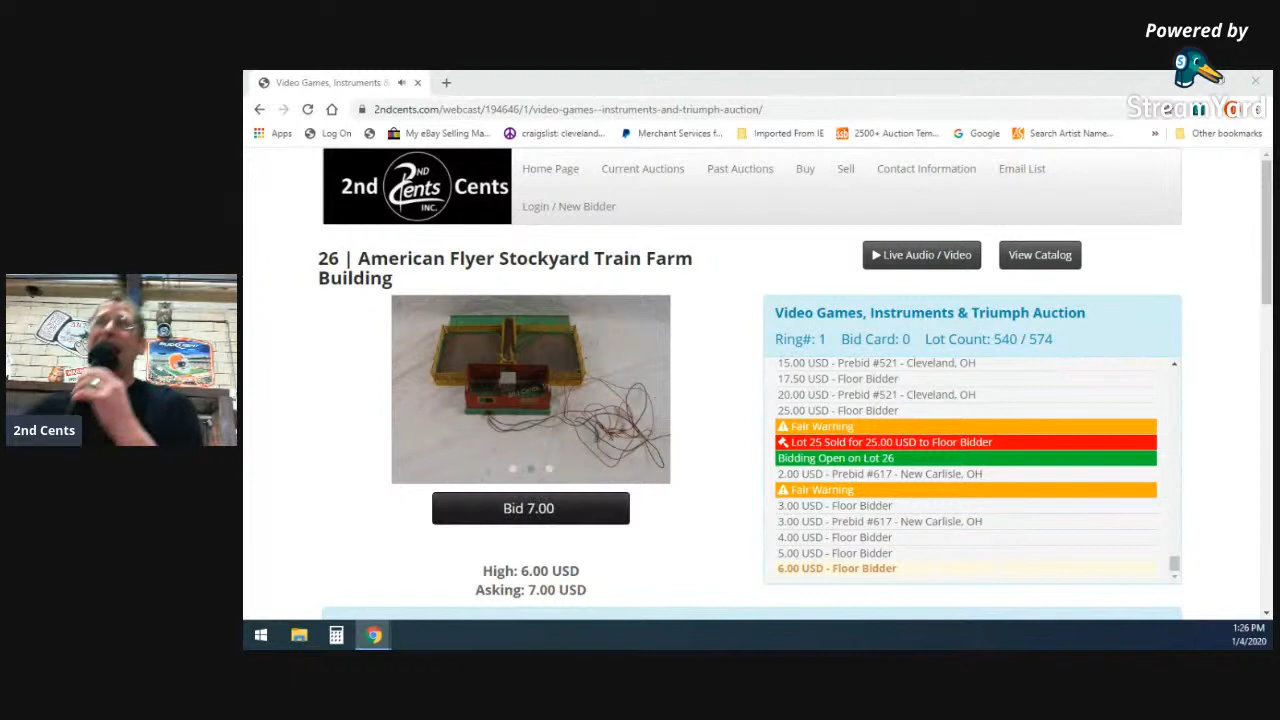 Powered by
StreamYard
Video Games, Instruments &
2ndcents.com/webcast/194646/1/video-games--instruments-and-triumph-auction/
Apps
Log On
My eBay Selling Ma...
craigslist: cleveland...
Merchant Services f...
Imported From IE
2500+ Auction Tem...
Google
Search Artist Name...
»
Other bookmarks
2nd Cents
2ND
Cents
INC.
Home Page
Current Auctions
Past Auctions
Buy
Sell
Contact Information
Email List
Login / New Bidder
26 | American Flyer Stockyard Train Farm
Building
Live Audio / Video
View Catalog
Video Games, Instruments & Triumph Auction
Ring#: 1 Bid Card: 0 Lot Count: 540 / 574
15.00 USD - Prebid #521 - Cleveland, OH
17.50 USD - Floor Bidder
20.00 USD - Prebid #521 - Cleveland, OH
25.00 USD - Floor Bidder
Fair Warning
Lot 25 Sold for 25.00 USD to Floor Bidder
Bidding Open on Lot 26
2.00 USD - Prebid #617 - New Carlisle, OH
Fair Warning
3.00 USD - Floor Bidder
3.00 USD - Prebid #617 - New Carlisle, OH
4.00 USD - Floor Bidder
5.00 USD - Floor Bidder
6.00 USD - Floor Bidder
Bid 7.00
High: 6.00 USD
Asking: 7.00 USD
2nd Cents
1:26 PM
1/4/2020